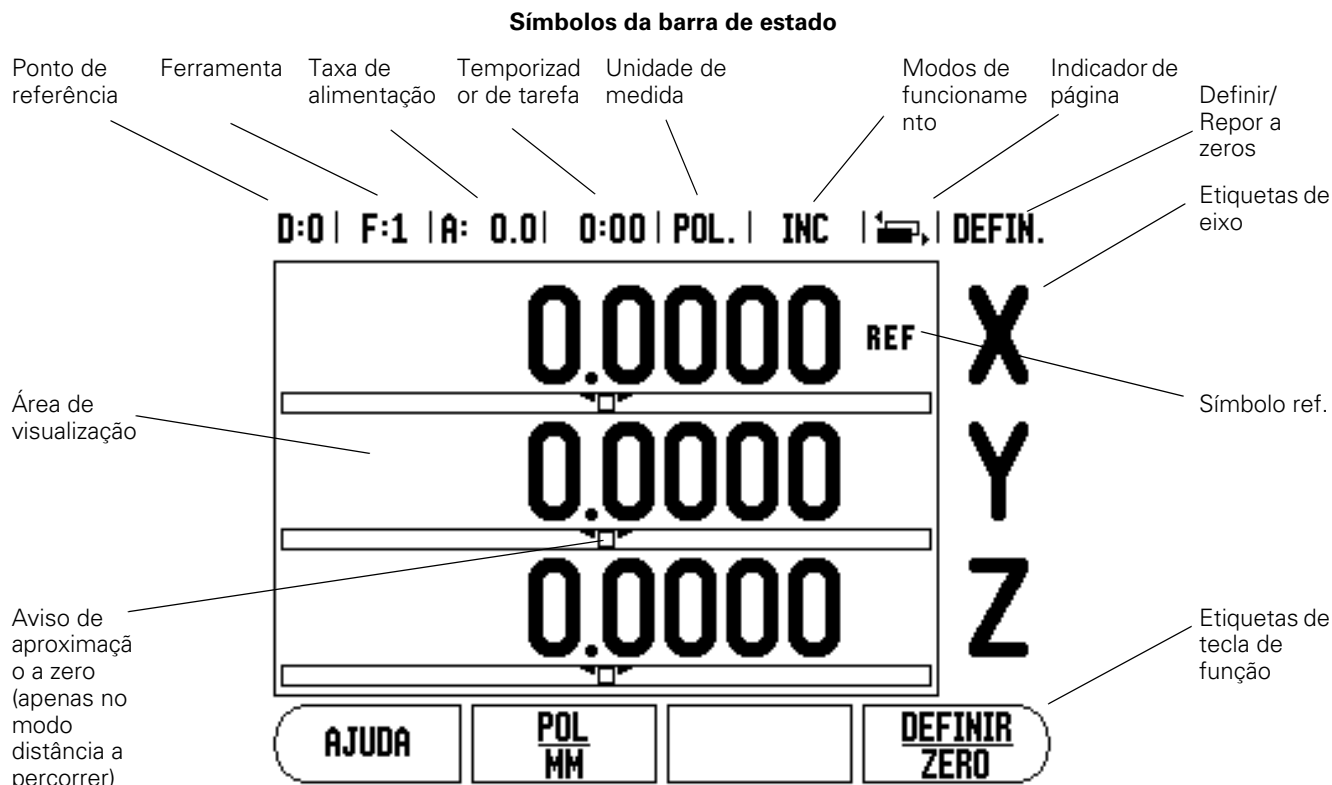 Símbolos da barra de estado
Ponto de
referência
Ferramenta
Taxa de
alimentação
Temporizad
or de tarefa
Unidade de
medida
Modos de
funcioname
nto
Indicador de
página
Definir/
Repor a
zeros
Etiquetas de
eixo
D:0 | F:1 | A: 0.0 | 0:00 | POL. | INC | | DEFIN.
0.0000 REF X
Símbolo ref.
Área de
visualização
0.0000 Y
0.0000 Z
Aviso de
aproximaçã
o a zero
(apenas no
modo
distância a
percorrer)
Etiquetas de
tecla de
função
AJUDA
POL
MM
DEFINIR
ZERO